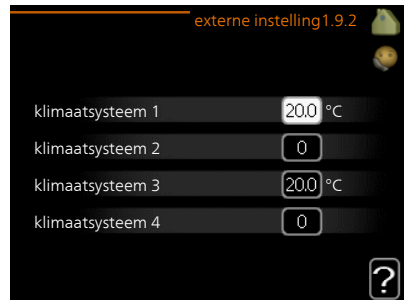 externe instelling1.9.2
klimaatsysteem 1 20.0 °C
klimaatsysteem 2 0
klimaatsysteem 3 20.0 °C
klimaatsysteem 4 0
?